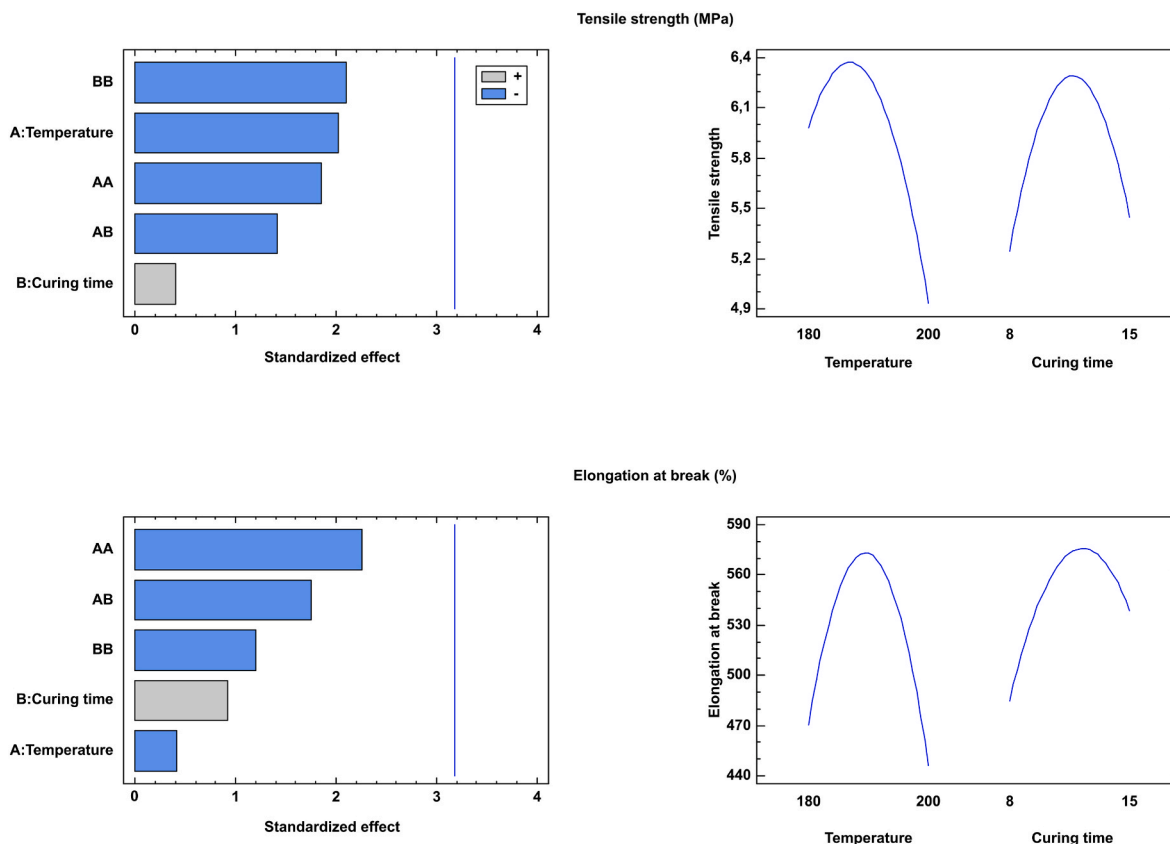 Tensile strength (MPa)
BB
A:Temperature
AA
AB
B:Curing time
+
-
0 1 2 3 4
Standardized effect
Tensile strength
6,4
6,1
5,8
5,5
5,2
4,9
180 200 8 15
Temperature Curing time
Elongation at break (%)
AA
AB
BB
B:Curing time
A:Temperature
0 1 2 3 4
Standardized effect
Elongation at break
590
560
530
500
470
440
180 200 8 15
Temperature Curing time